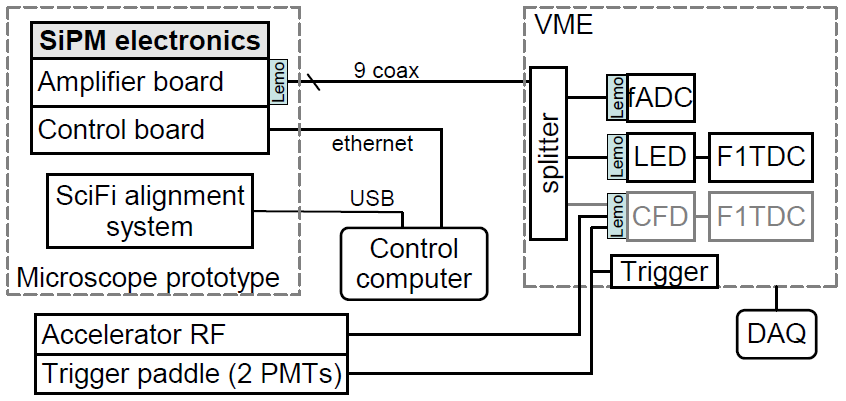 SiPM electronics
Amplifier board
Lemo
Control board
9 coax
ethernet
SciFi alignment
system
USB
Microscope prototype
Control
computer
VME
splitter
Lemo
fADC
Lemo
LED
F1TDC
Lemo
CFD
F1TDC
Trigger
DAQ
Accelerator RF
Trigger paddle (2 PMTs)